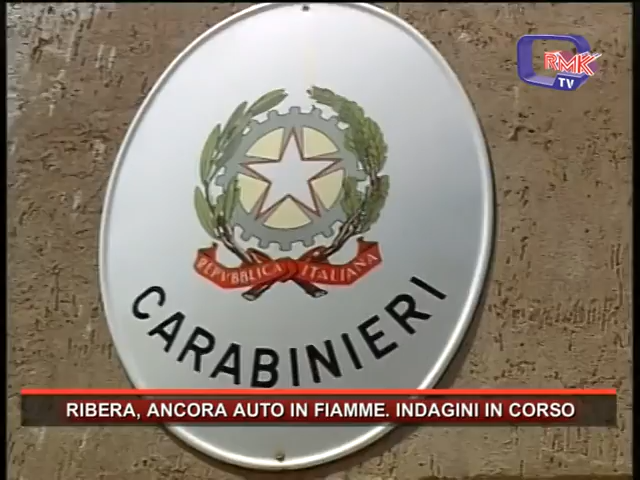 RMK
TV
REPVBBLICA ITALIANA
CARABINIERI
RIBERA, ANCORA AUTO IN FIAMME. INDAGINI IN CORSO